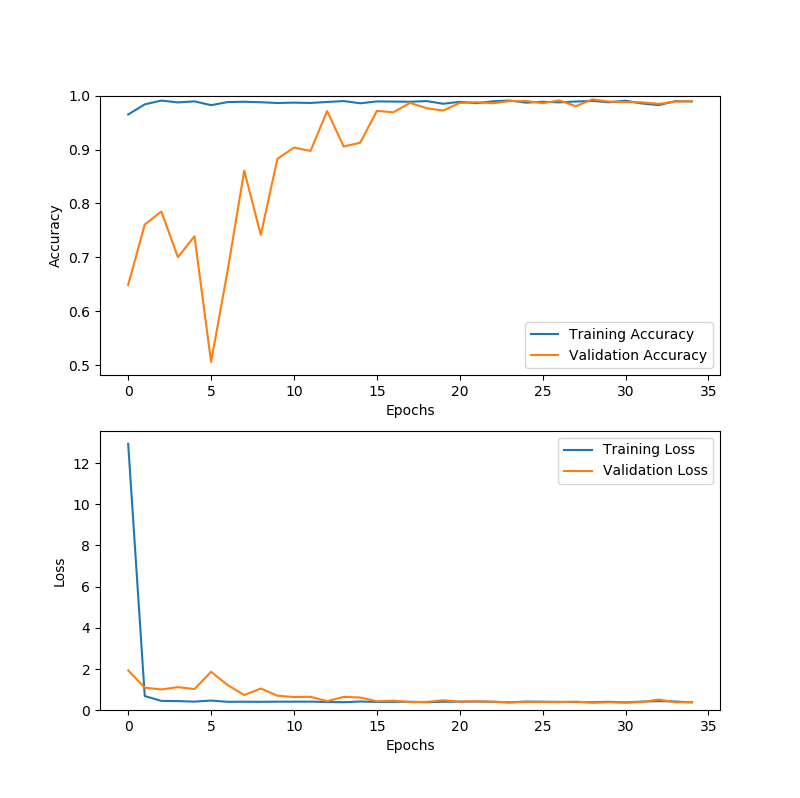 1.0
0.9
0.8
0.7
0.6
0.5
Accuracy
Training Accuracy
Validation Accuracy
0 5 10 15 20 25 30 35
Epochs
12
10
8
6
4
2
0
Loss
Training Loss
Validation Loss
0 5 10 15 20 25 30 35
Epochs